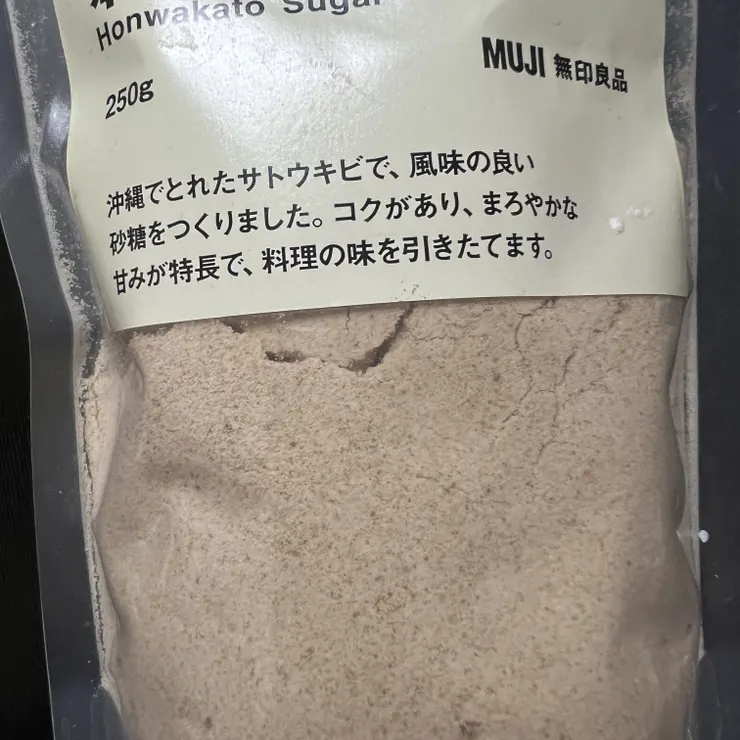 Honwakato Sugar
250g
MUJI 無印良品
沖縄でとれたサトウキビで、風味の良い
砂糖をつくりました。コクがあり、まろやかな
甘みが特長で、料理の味を引きたてます。